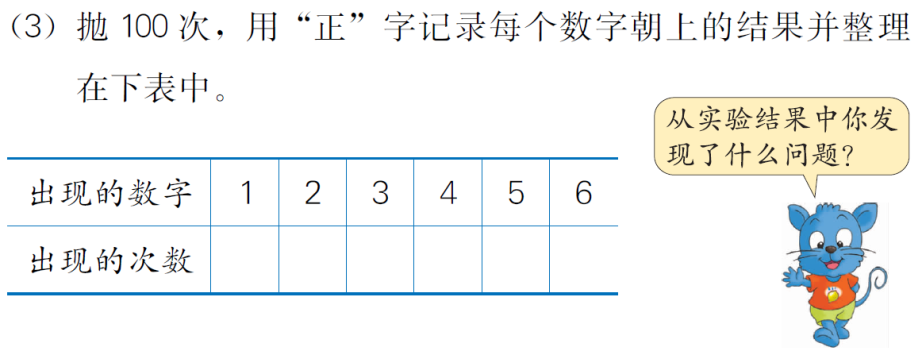 （3）抛 100 次，用“正”字记录每个数字朝上的结果并整理
在下表中。
从实验结果中你发
现了什么问题？
出现的数字 1 2 3 4 5 6
出现的次数